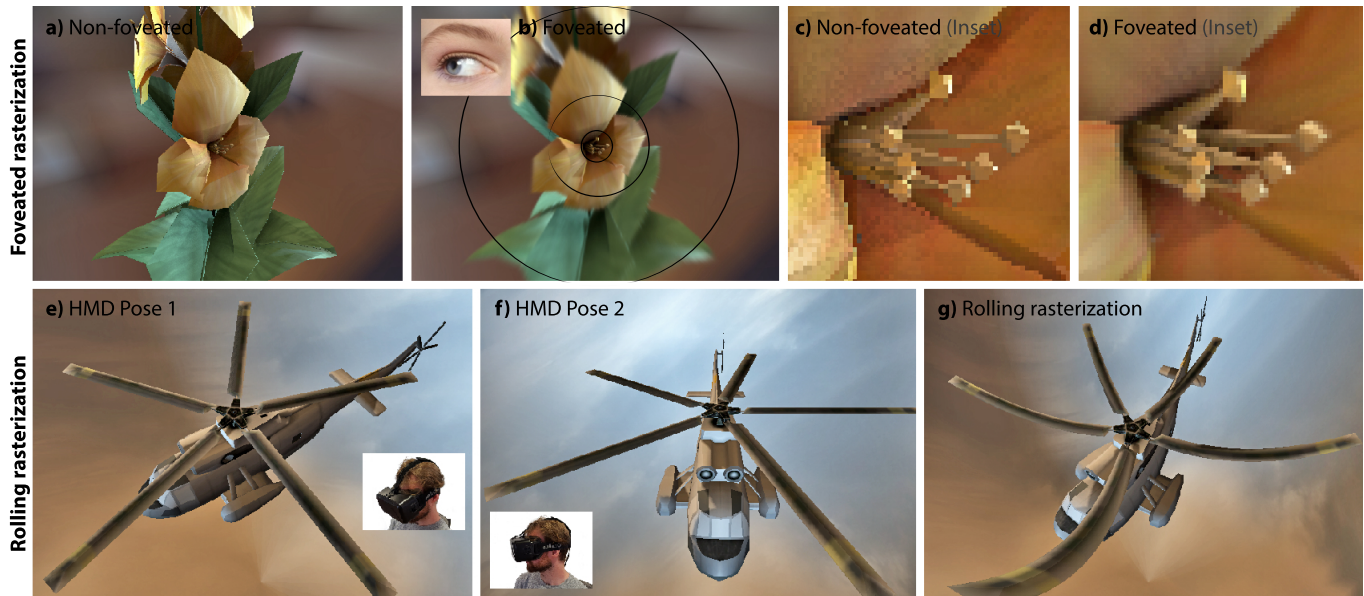 Foveated rasterization
a) Non-foveated
b) Foveated
c) Non-foveated (Inset)
d) Foveated (Inset)
Rolling rasterization
e) HMD Pose 1
f) HMD Pose 2
g) Rolling rasterization